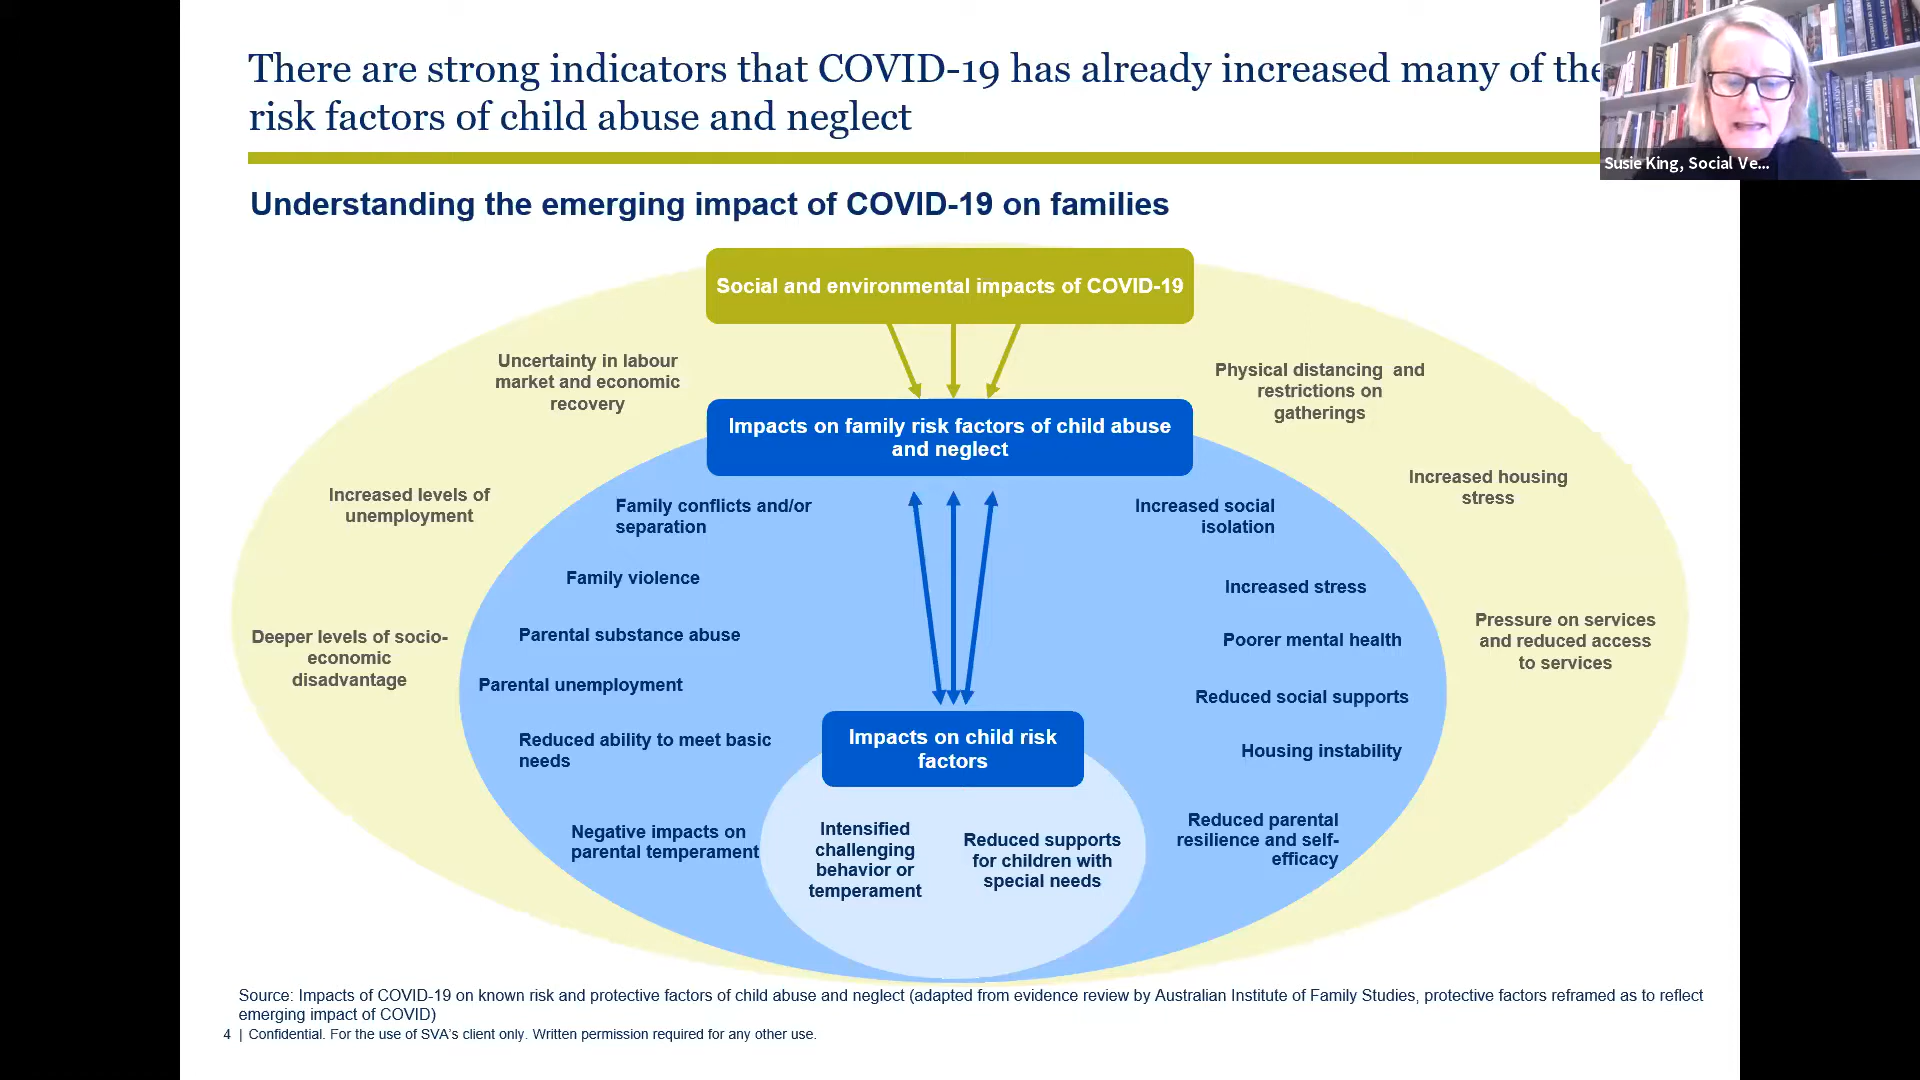 There are strong indicators that COVID-19 has already increased many of the
risk factors of child abuse and neglect
Susie King, Social Ve...
Understanding the emerging impact of COVID-19 on families
Social and environmental impacts of COVID-19
Uncertainty in labour
market and economic
recovery
Physical distancing and
restrictions on
gatherings
Impacts on family risk factors of child abuse
and neglect
Increased levels of
unemployment
Increased housing
stress
Family conflicts and/or
separation
Increased social
isolation
Family violence
Increased stress
Deeper levels of socio-
economic
disadvantage
Parental substance abuse
Poorer mental health
Pressure on services
and reduced access
to services
Parental unemployment
Reduced social supports
Reduced ability to meet basic
needs
Housing instability
Impacts on child risk
factors
Negative impacts on
parental temperament
Intensified
challenging
behavior or
temperament
Reduced supports
for children with
special needs
Reduced parental
resilience and self-
efficacy
Source: Impacts of COVID-19 on known risk and protective factors of child abuse and neglect (adapted from evidence review by Australian Institute of Family Studies, protective factors reframed as to reflect
emerging impact of COVID)
4 | Confidential. For the use of SVA's client only. Written permission required for any other use.